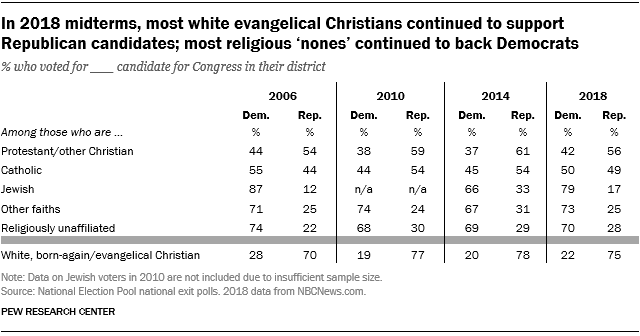 In 2018 midterms, most white evangelical Christians continued to support
Republican candidates; most religious ‘nones’ continued to back Democrats
% who voted for ___ candidate for Congress in their district
2006 2010 2014 2018
Dem. Rep. Dem. Rep. Dem. Rep. Dem. Rep.
Among those who are ... % % % % % % % %
Protestant/other Christian 44 54 38 59 37 61 42 56
Catholic 55 44 44 54 45 54 50 49
Jewish 87 12 n/a n/a 66 33 79 17
Other faiths 71 25 74 24 67 31 73 25
Religiously unaffiliated 74 22 68 30 69 29 70 28
White, born-again/evangelical Christian 28 70 19 77 20 78 22 75
Note: Data on Jewish voters in 2010 are not included due to insufficient sample size.
Source: National Election Pool national exit polls. 2018 data from NBCNews.com.
PEW RESEARCH CENTER